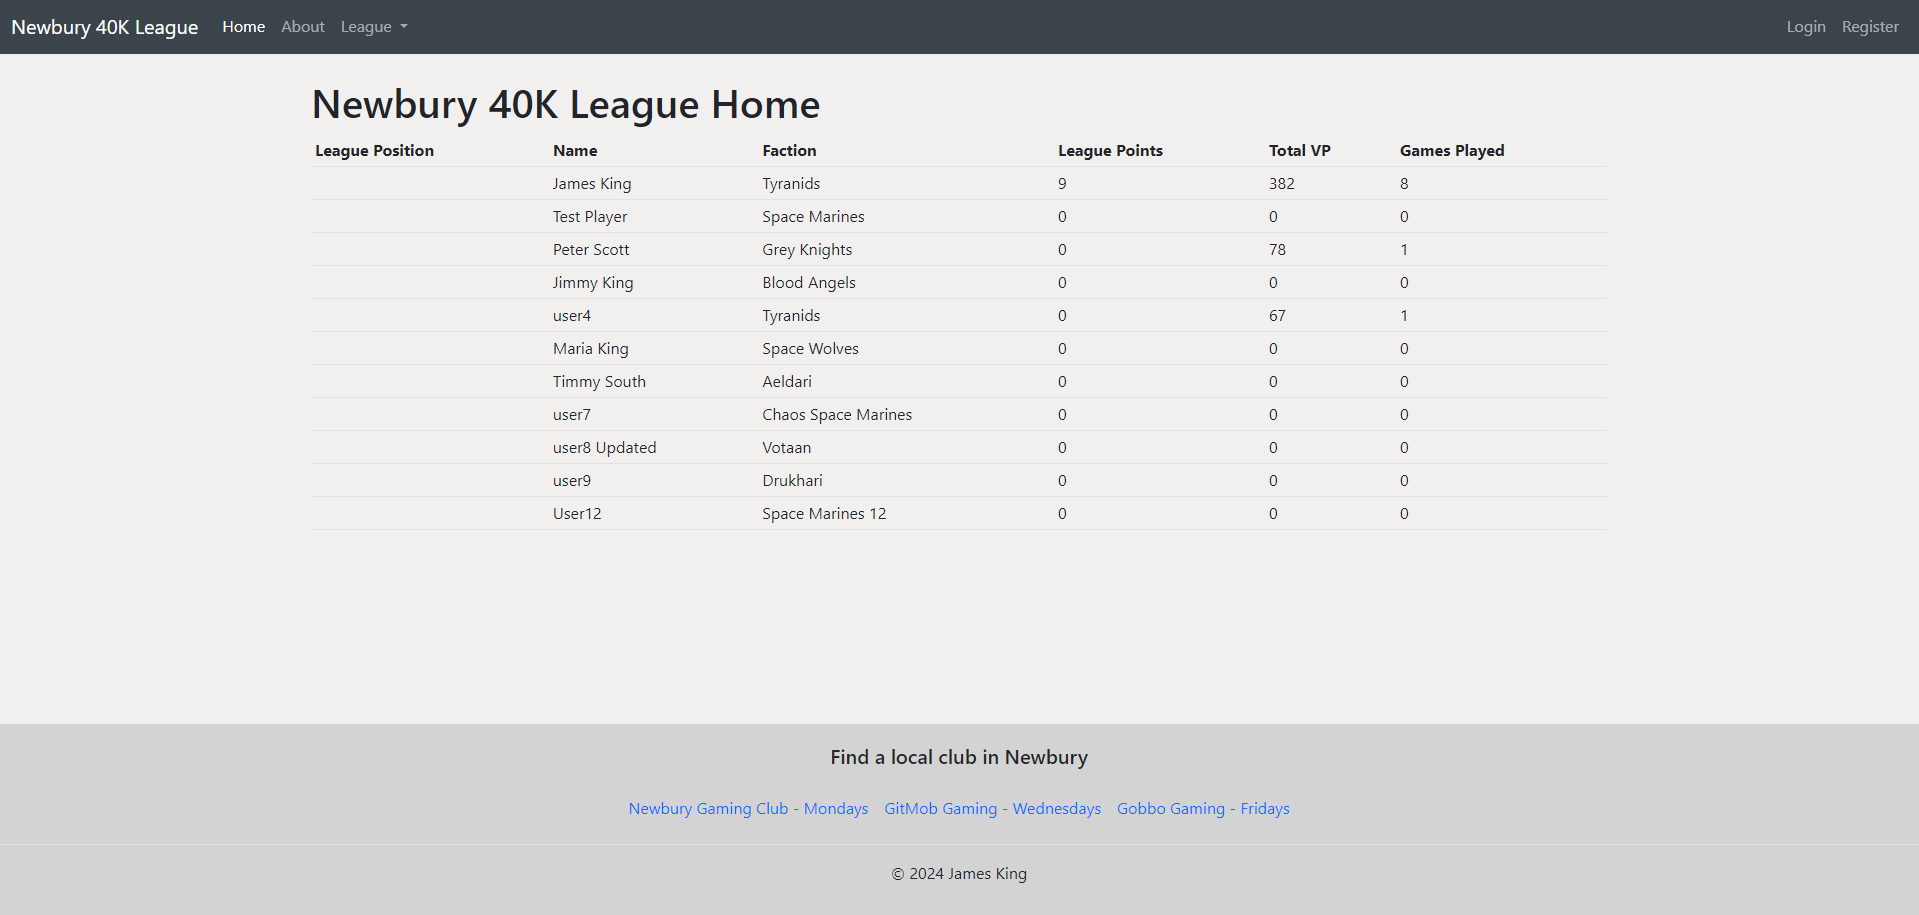 Newbury 40K League Home About League Login Register
Newbury 40K League Home
League Position Name Faction League Points Total VP Games Played
James King Tyranids 9 382 8
Test Player Space Marines 0 0 0
Peter Scott Grey Knights 0 78 1
Jimmy King Blood Angels 0 0 0
user4 Tyranids 0 67 1
Maria King Space Wolves 0 0 0
Timmy South Aeldari 0 0 0
user7 Chaos Space Marines 0 0 0
user8 Updated Votaan 0 0 0
user9 Drukhari 0 0 0
User12 Space Marines 12 0 0 0
Find a local club in Newbury
Newbury Gaming Club - Mondays GitMob Gaming - Wednesdays Gobbo Gaming - Fridays
© 2024 James King